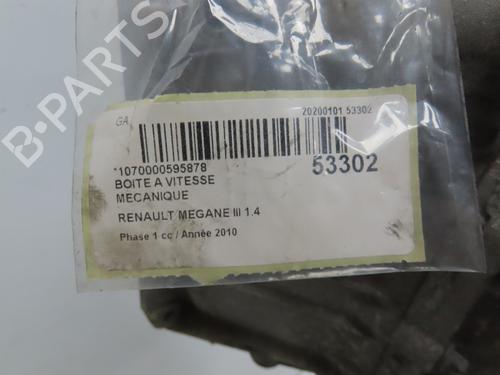 B-PARTS
GA
20200101 53302
*1070000595878
53302
BOITE A VITESSE
MECANIQUE
RENAULT MEGANE III 1.4
Phase 1 cc / Année 2010